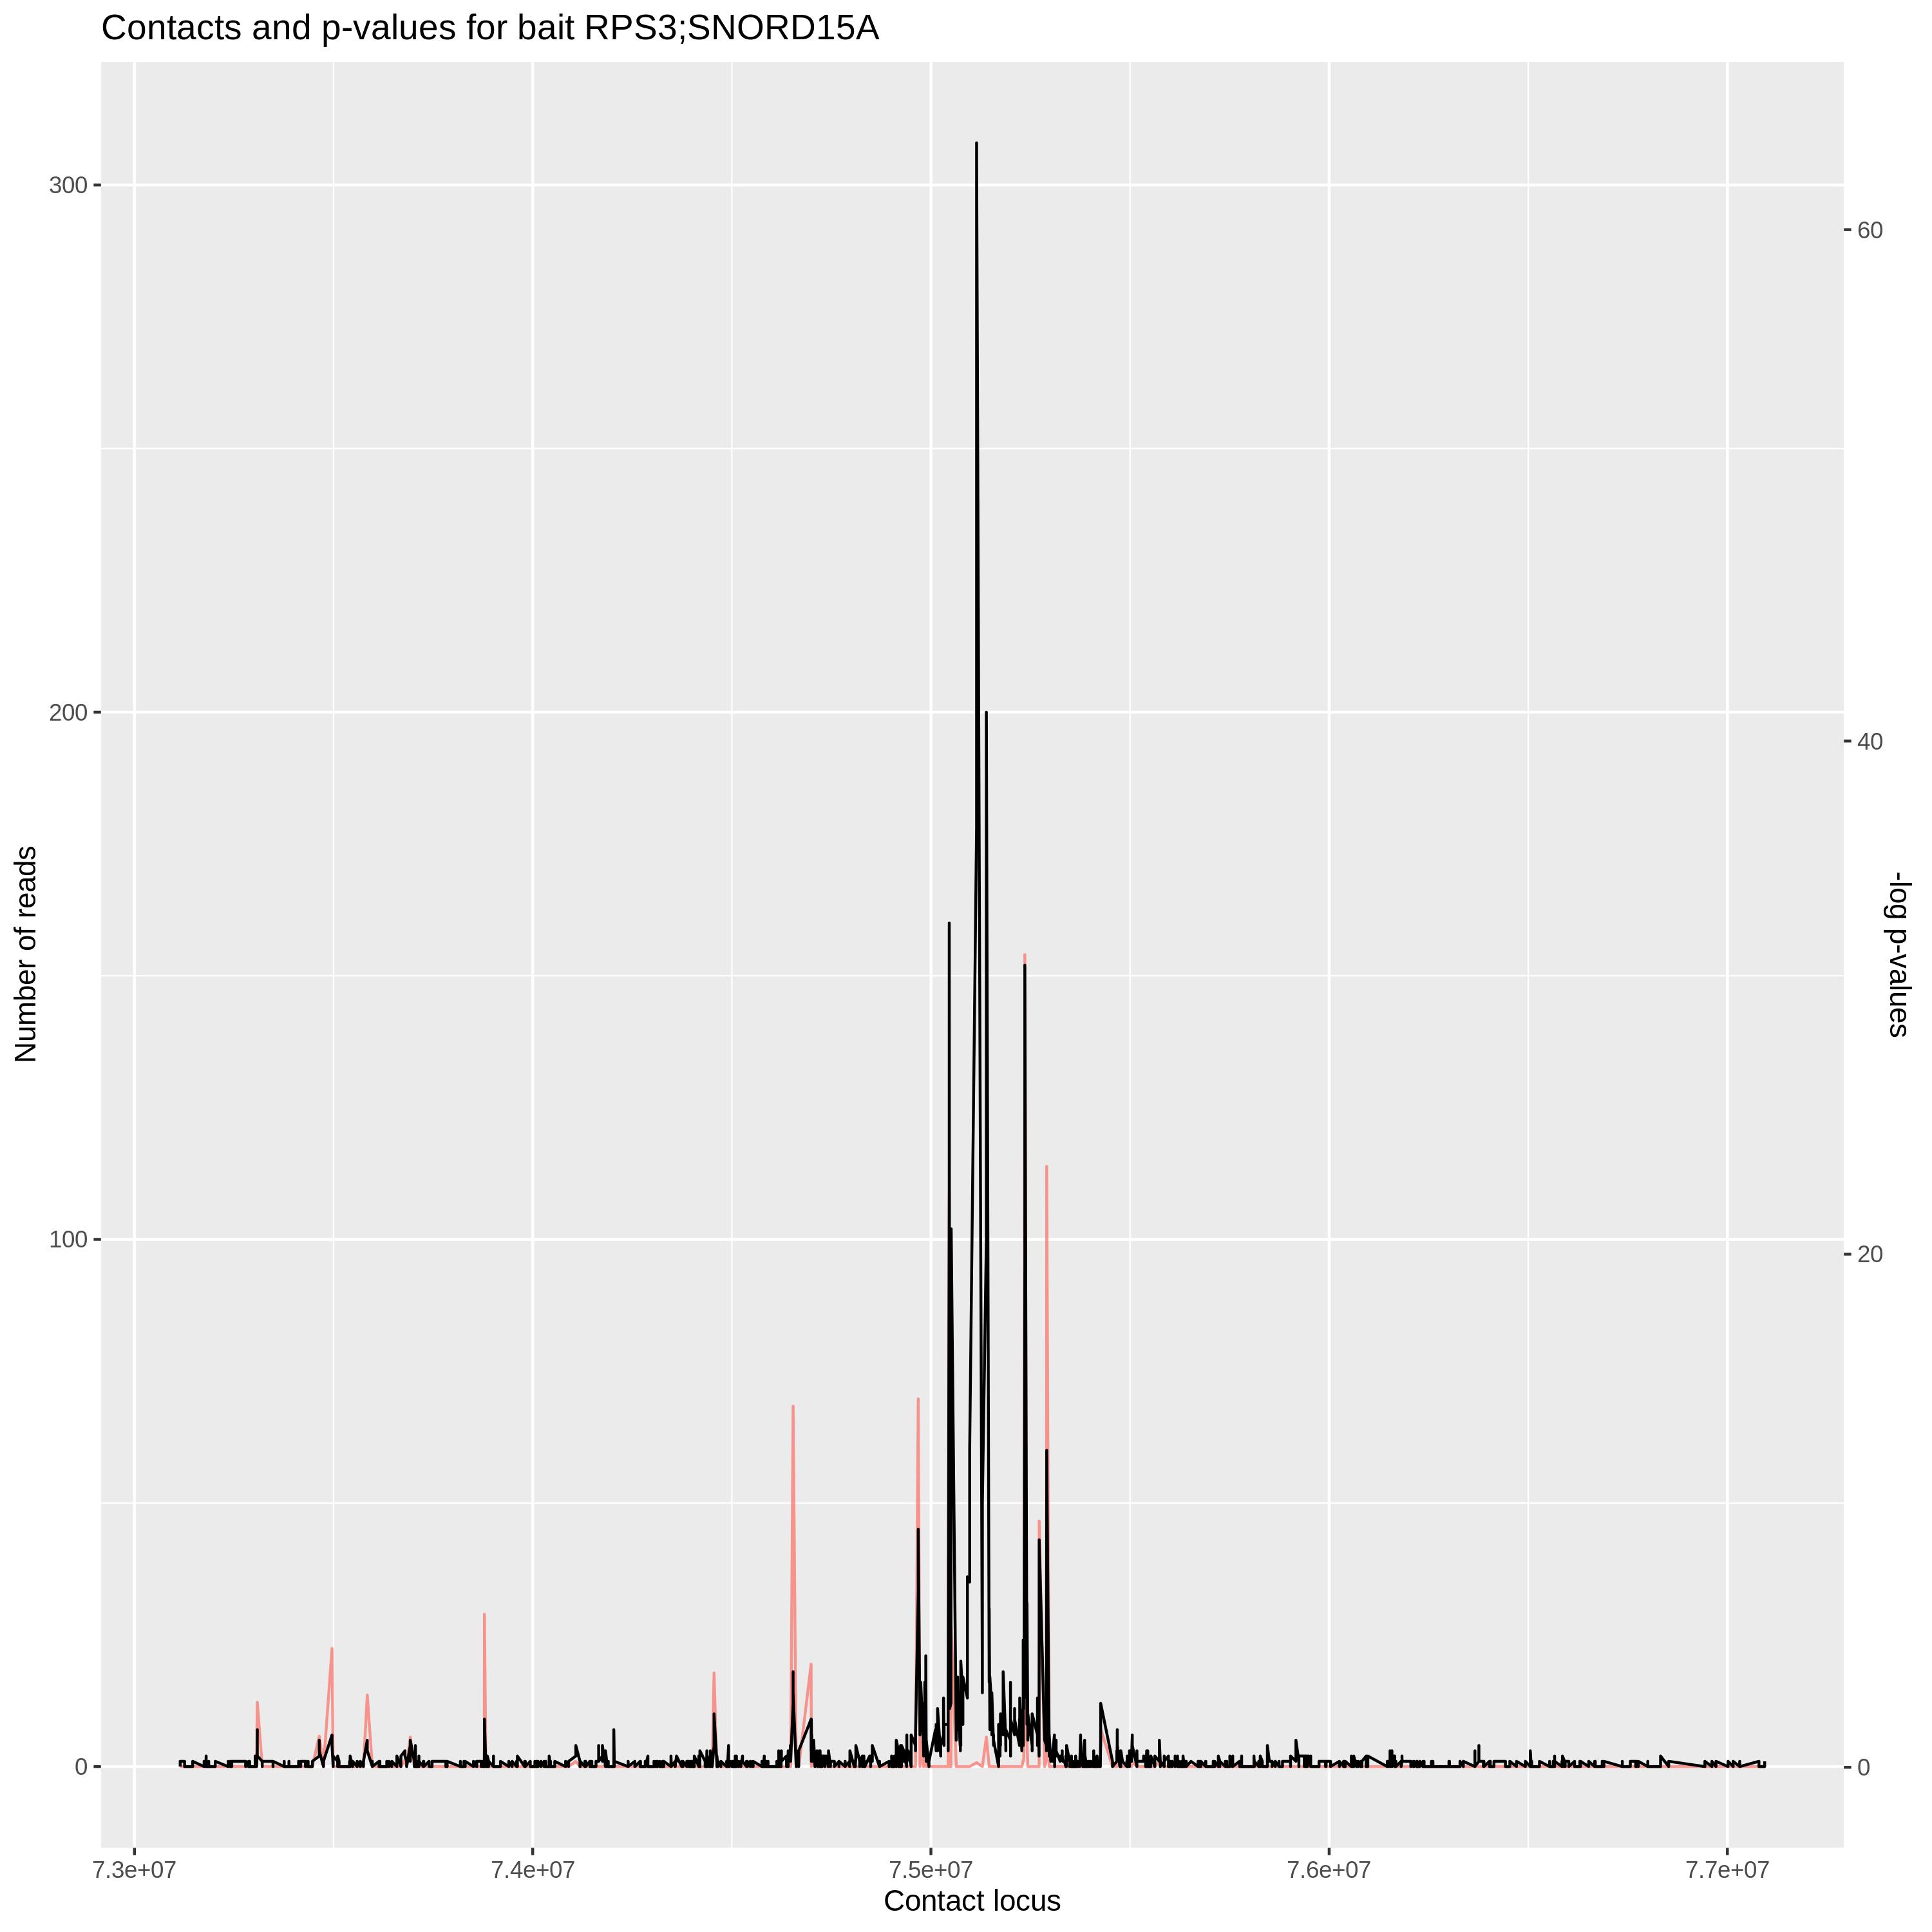 Contacts and p-values for bait RPS3;SNORD15A
300
200
100
0
Number of reads
60
40
20
0
-log p-values
7.3e+07 7.4e+07 7.5e+07 7.6e+07 7.7e+07
Contact locus